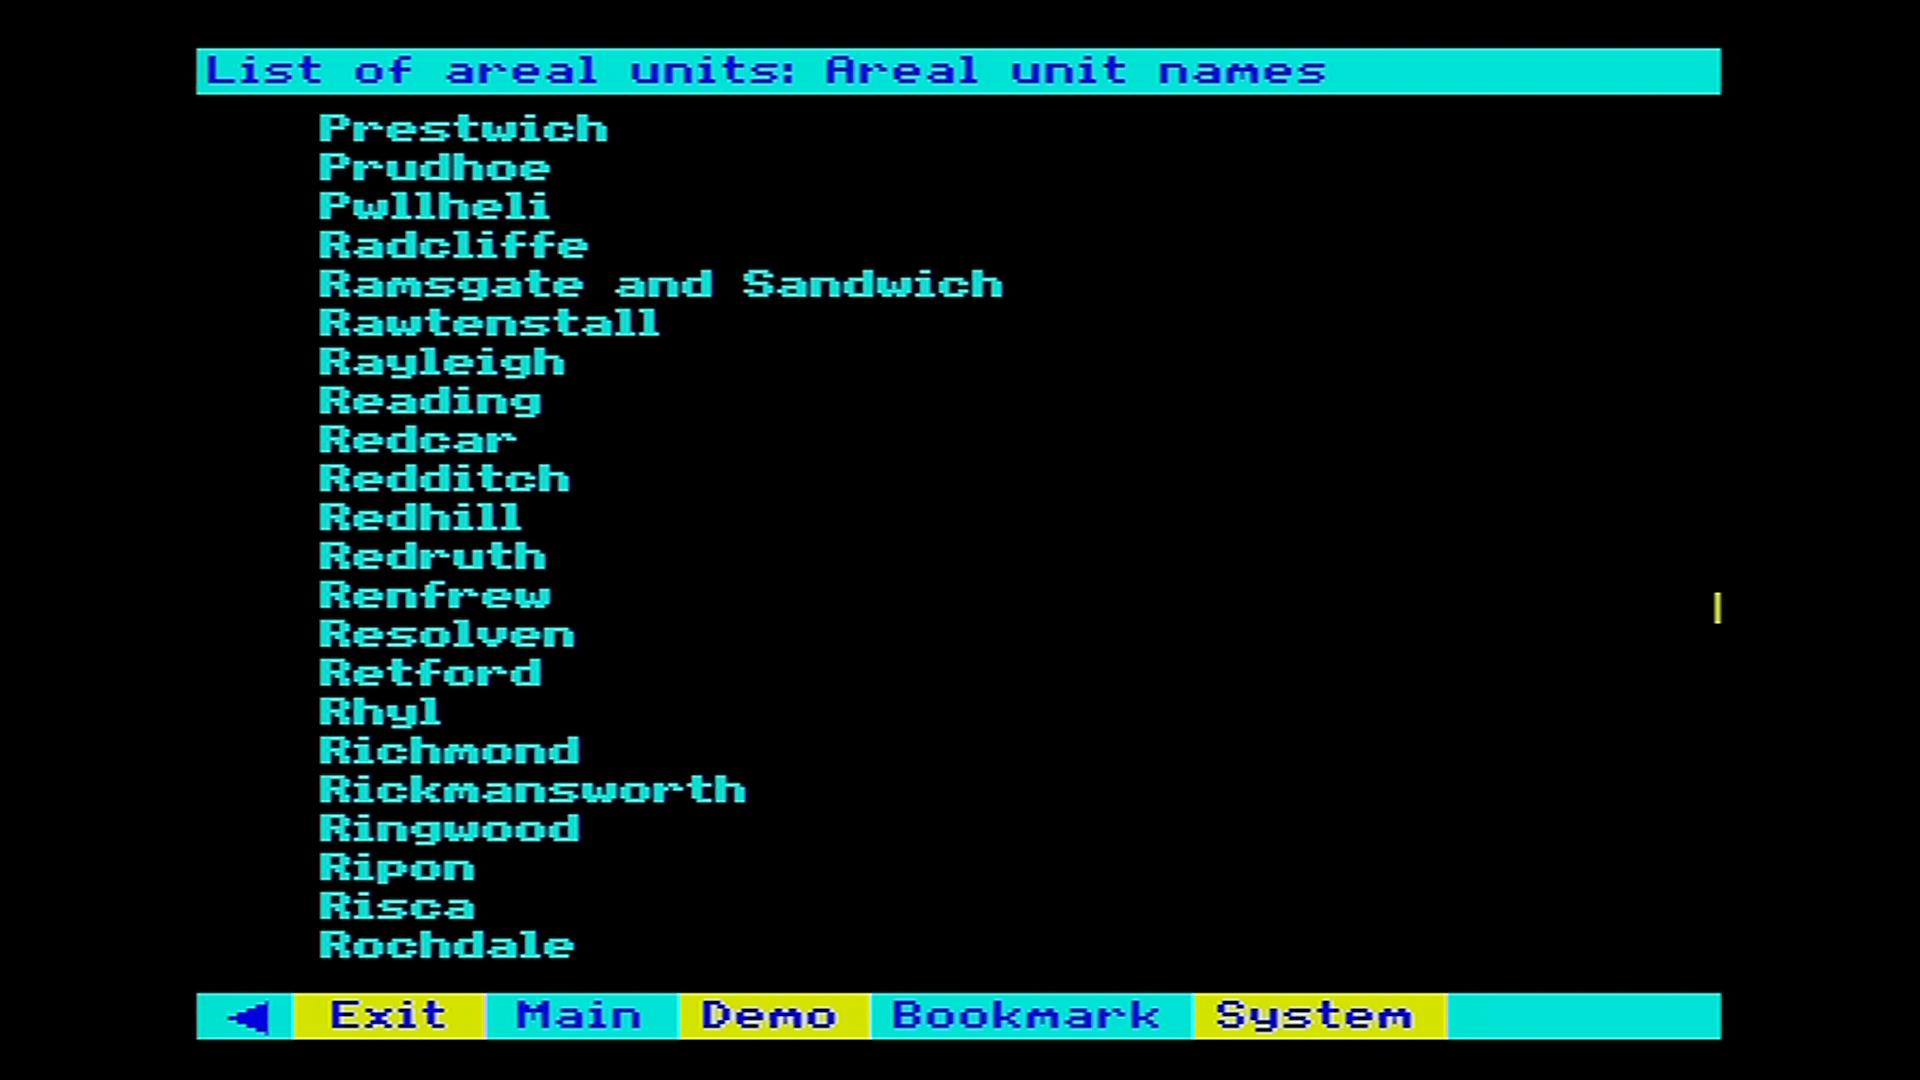 List of areal units: Areal unit names
Prestwich
Prudhoe
Pwllheli
Radcliffe
Ramsgate and Sandwich
Rawtenstall
Rayleigh
Reading
Redcar
Redditch
Redhill
Redruth
Renfrew
Resolven
Retford
Rhyl
Richmond
Rickmansworth
Ringwood
Ripon
Risca
Rochdale
Exit Main Demo Bookmark System